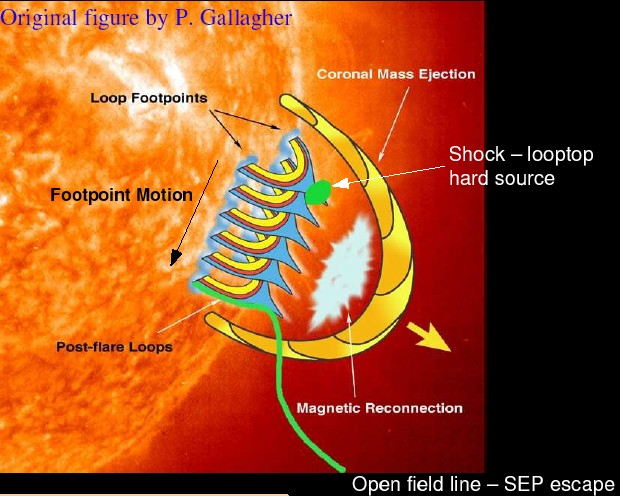 Original figure by P. Gallagher
Coronal Mass Ejection
Loop Footpoints
Shock – looptop
hard source
Footpoint Motion
Post-flare Loops
Magnetic Reconnection
Open field line – SEP escape